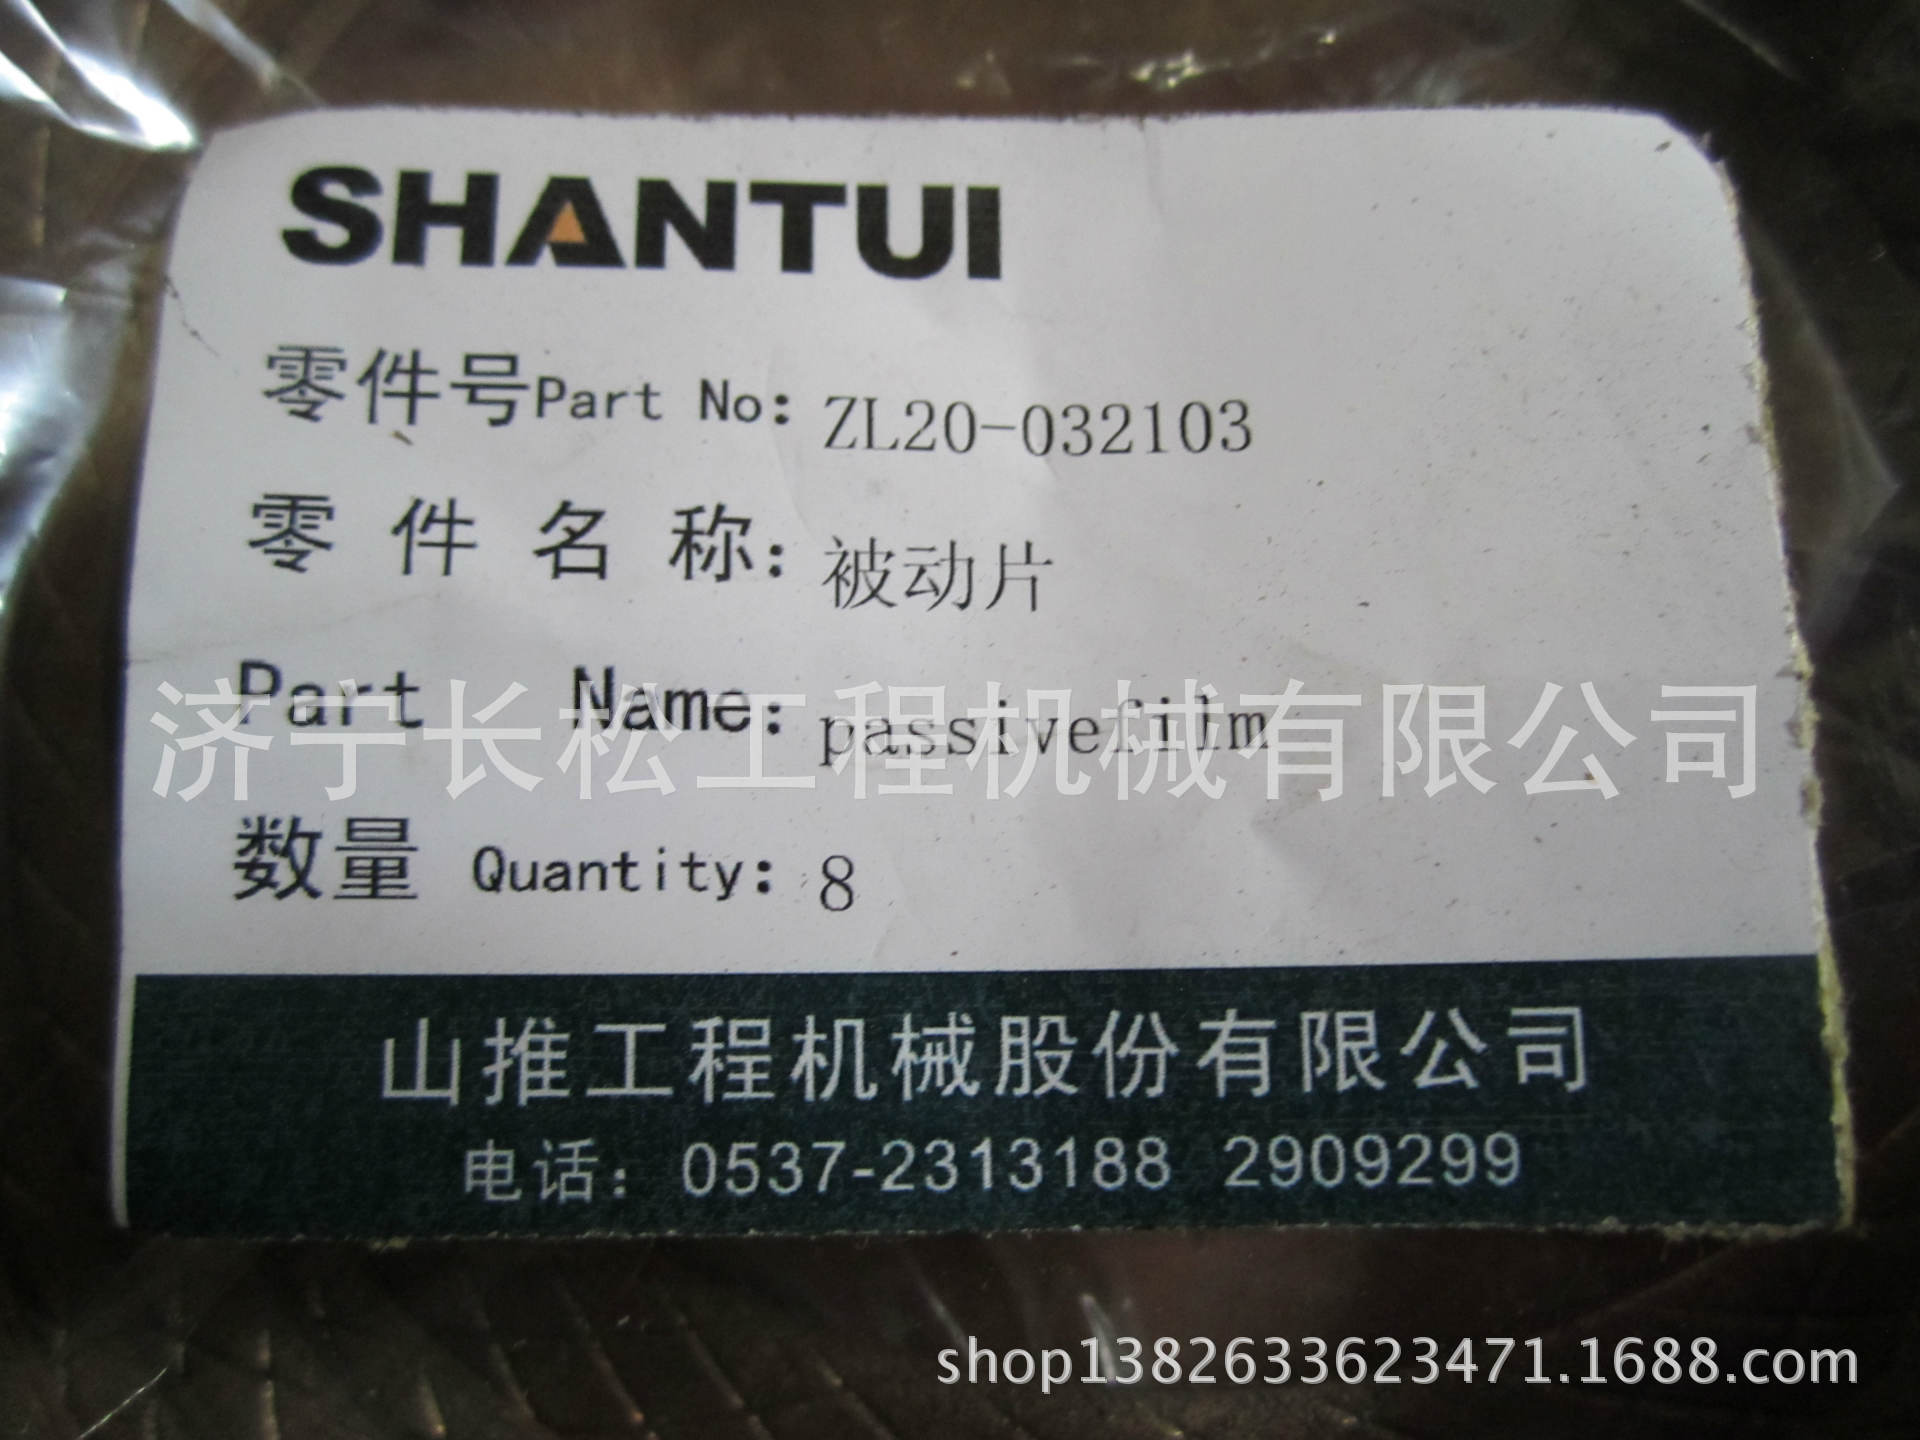 SHANTUI
零件号Part No: ZL20-032103
零件名称: 被动片
Part Name: passivefilm
济宁长松工程机械有限公司
数量 Quantity: 8
山推工程机械股份有限公司
电话: 0537-2313188 2909299
shop1382633623471.1688.com